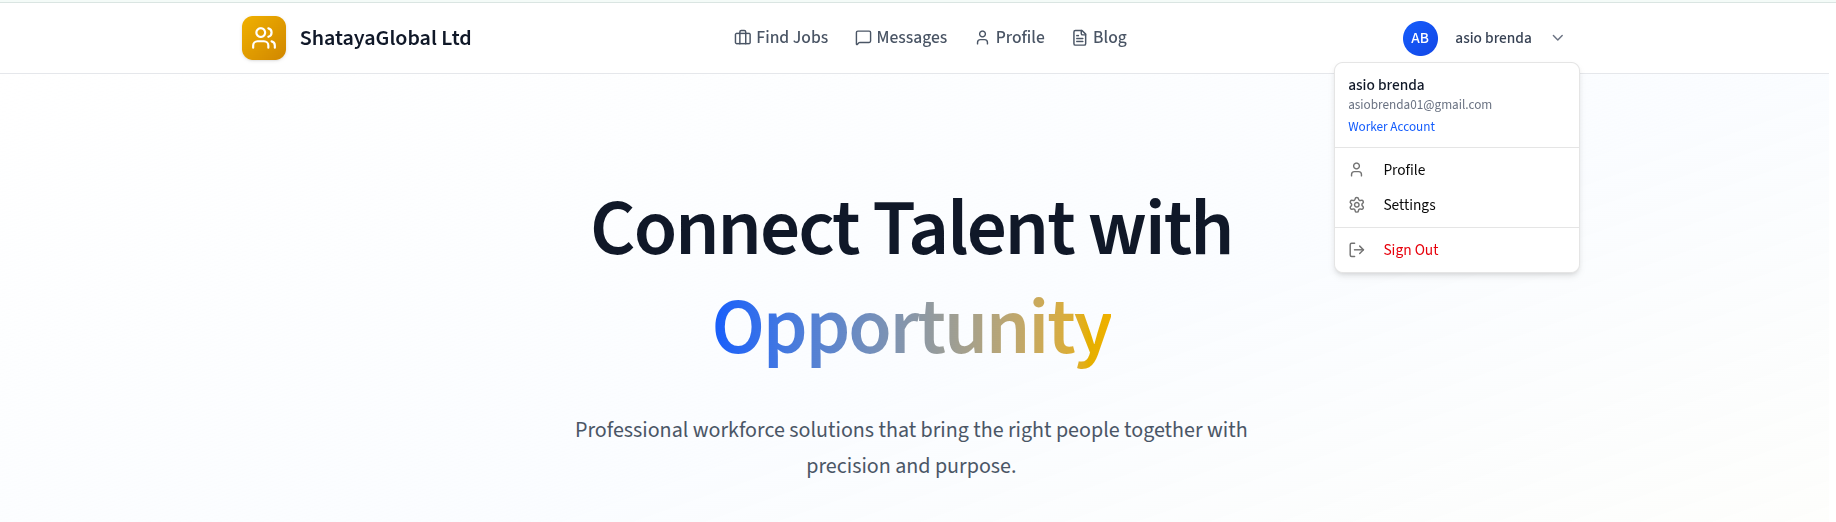 ShatayaGlobal Ltd
Find Jobs
Messages
Profile
Blog
AB
asio brenda
asio brenda
asiobrenda01@gmail.com
Worker Account
Profile
Settings
Sign Out
Connect Talent with
Opportunity
Professional workforce solutions that bring the right people together with
precision and purpose.